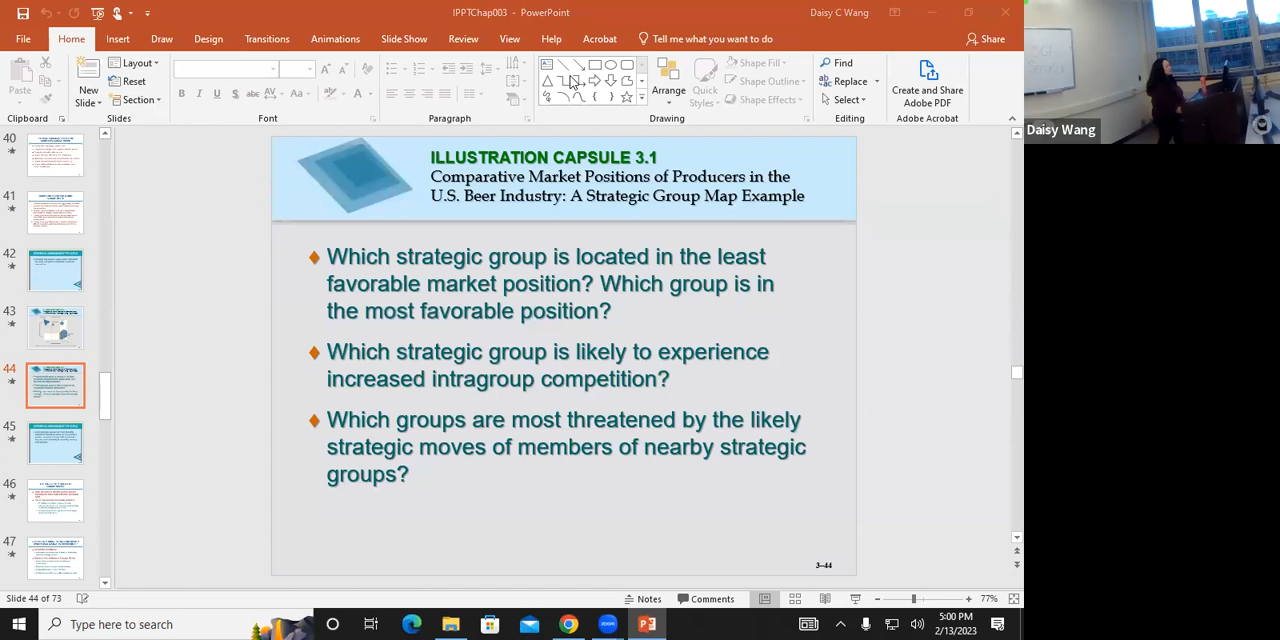 !PPTChap003 - PowerPoint
Daisy C Wang
File Home Insert Draw Design Transitions Animations Slide Show Review View Help Acrobat Tell me what you want to do Share
Paste
New Slide
Layout
Reset
Section
B I U S abc AV Aa A
Arrange
Quick Styles
Shape Fill
Shape Outline
Shape Effects
Find
Replace
Select
Create and Share Adobe PDF
Clipboard Slides Font Paragraph Drawing Editing Adobe Acrobat
Daisy Wang
40
41
42
43
44
45
46
47
ILLUSTRATION CAPSULE 3.1
Comparative Market Positions of Producers in the
U.S. Beer Industry: A Strategic Group Map Example
Which strategic group is located in the least
favorable market position? Which group is in
the most favorable position?
Which strategic group is likely to experience
increased intragroup competition?
Which groups are most threatened by the likely
strategic moves of members of nearby strategic
groups?
3–44
Slide 44 of 73
Notes
Comments
77%
Type here to search
5:00 PM
2/13/2023